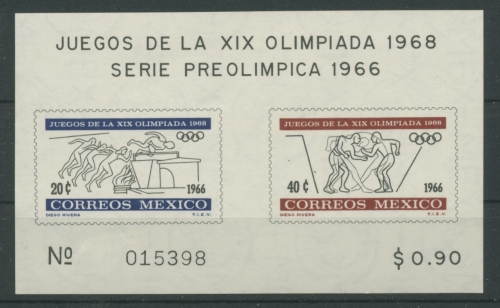 JUEGOS DE LA XIX OLIMPIADA 1968
SERIE PREOLIMPICA 1966
JUEGOS DE LA XIX OLIMPIADA 1968
20 ¢
1966
CORREOS MEXICO
DIEGO RIVERA T.I.E.V.
JUEGOS DE LA XIX OLIMPIADA 1968
40 ¢
1966
CORREOS MEXICO
DIEGO RIVERA T.I.E.V.
Nº 015398 $ 0.90